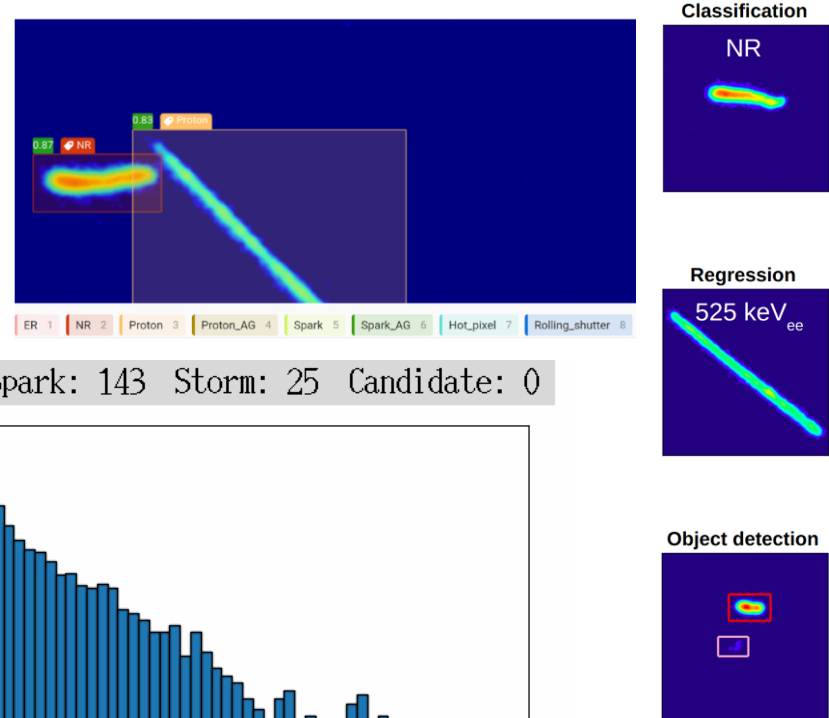 Classification
NR
0.83 Proton
0.87 NR
ER 1 NR 2 Proton 3 Proton_AG 4 Spark 5 Spark_AG 6 Hot_pixel 7 Rolling_shutter 8
Regression
525 keVee
park: 143 Storm: 25 Candidate: 0
Object detection